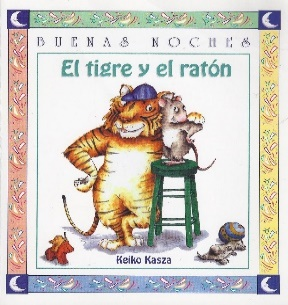 BUENAS NOCHES
El tigre y el ratón
Keiko Kasza